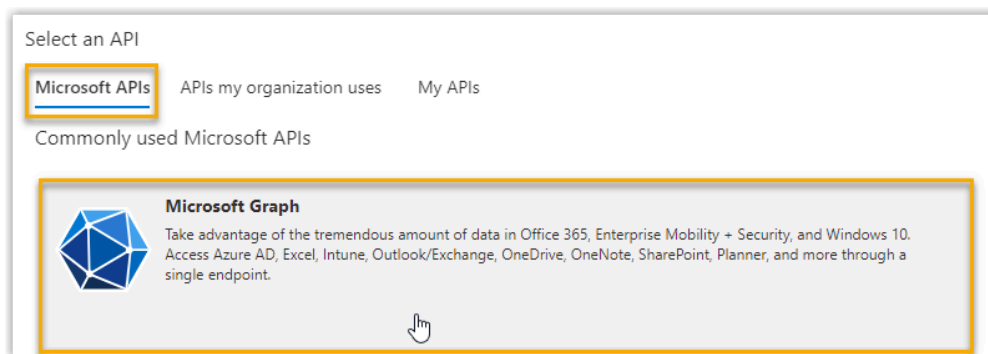 Select an API
Microsoft APIs APIs my organization uses My APIs
Commonly used Microsoft APIs
Microsoft Graph
Take advantage of the tremendous amount of data in Office 365, Enterprise Mobility + Security, and Windows 10.
Access Azure AD, Excel, Intune, Outlook/Exchange, OneDrive, OneNote, SharePoint, Planner, and more through a
single endpoint.